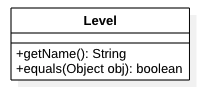 Level
+getName(): String
+equals(Object obj): boolean